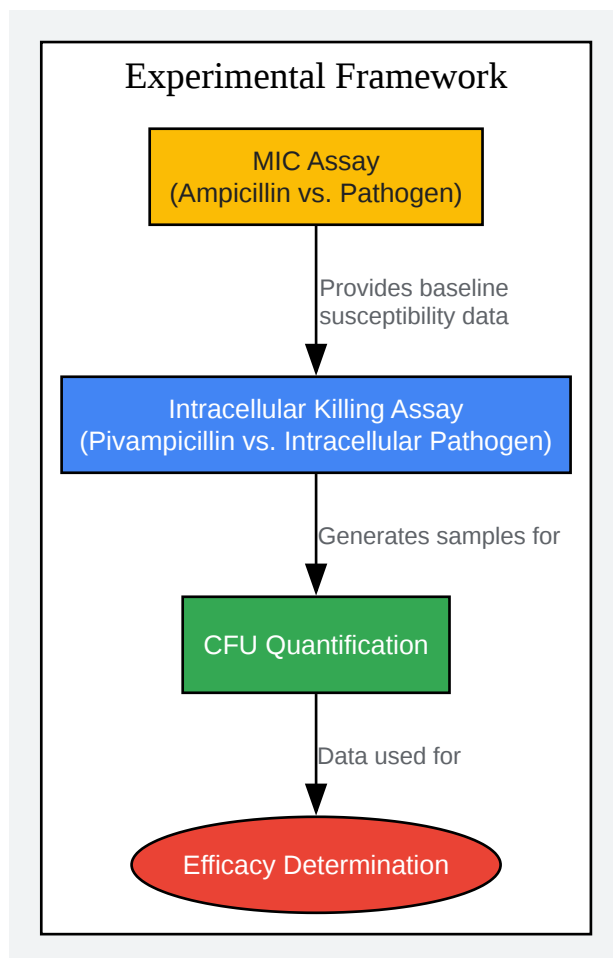 Experimental Framework
MIC Assay
(Ampicillin vs. Pathogen)
Provides baseline
susceptibility data
Intracellular Killing Assay
(Pivampicillin vs. Intracellular Pathogen)
Generates samples for
CFU Quantification
Data used for
Efficacy Determination